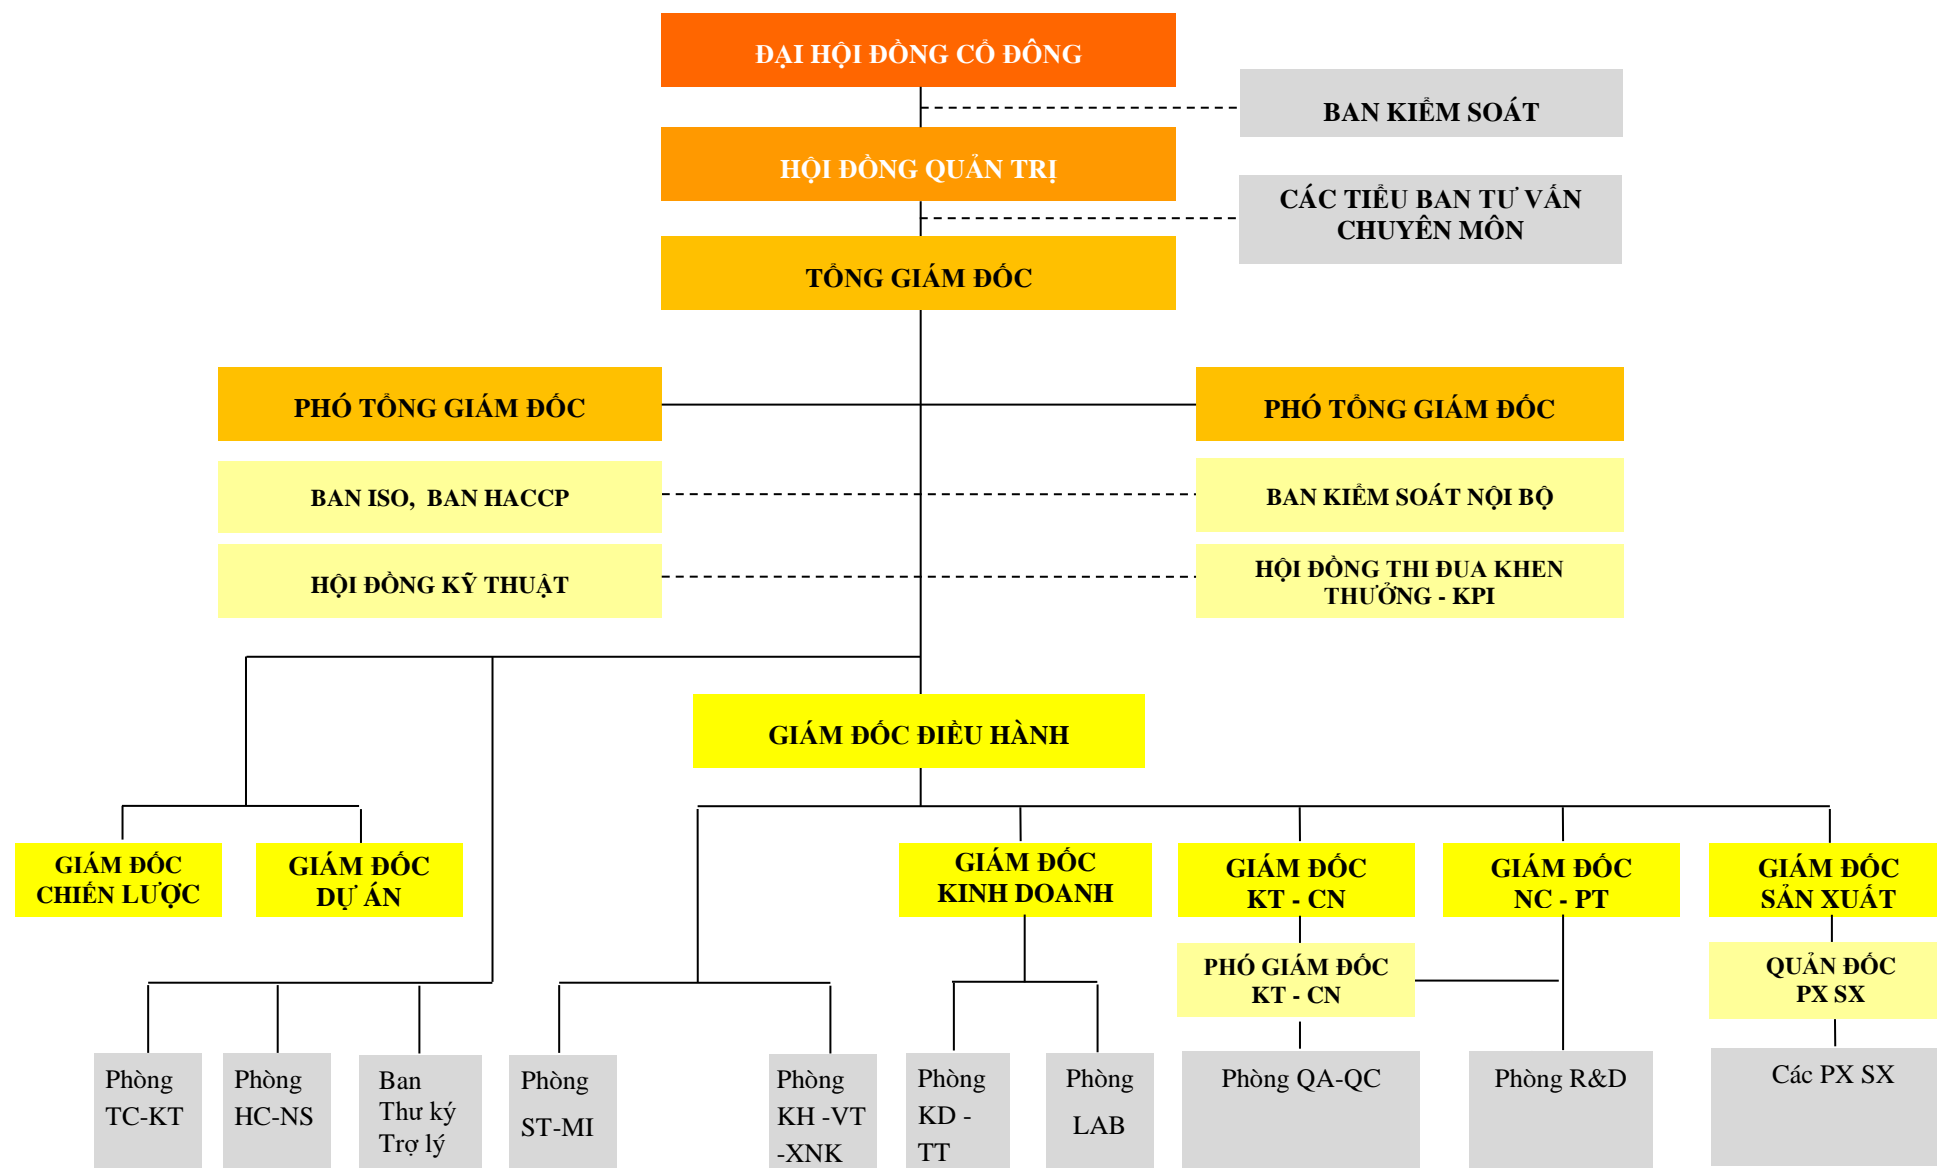 ĐẠI HỘI ĐỒNG CỔ ĐÔNG
BAN KIỂM SOÁT
HỘI ĐỒNG QUẢN TRỊ
CÁC TIỂU BAN TƯ VẤN
CHUYÊN MÔN
TỔNG GIÁM ĐỐC
PHÓ TỔNG GIÁM ĐỐC
PHÓ TỔNG GIÁM ĐỐC
BAN ISO, BAN HACCP
BAN KIỂM SOÁT NỘI BỘ
HỘI ĐỒNG KỸ THUẬT
HỘI ĐỒNG THI ĐUA KHEN
THƯỞNG - KPI
GIÁM ĐỐC ĐIỀU HÀNH
GIÁM ĐỐC
CHIẾN LƯỢC
GIÁM ĐỐC
DỰ ÁN
GIÁM ĐỐC
KINH DOANH
GIÁM ĐỐC
KT - CN
GIÁM ĐỐC
NC - PT
GIÁM ĐỐC
SẢN XUẤT
PHÓ GIÁM ĐỐC
KT - CN
QUẢN ĐỐC
PX SX
Phòng
TC-KT
Phòng
HC-NS
Ban
Thư ký
Trợ lý
Phòng
ST-MI
Phòng
KH -VT
-XNK
Phòng
KD -
TT
Phòng
LAB
Phòng QA-QC
Phòng R&D
Các PX SX